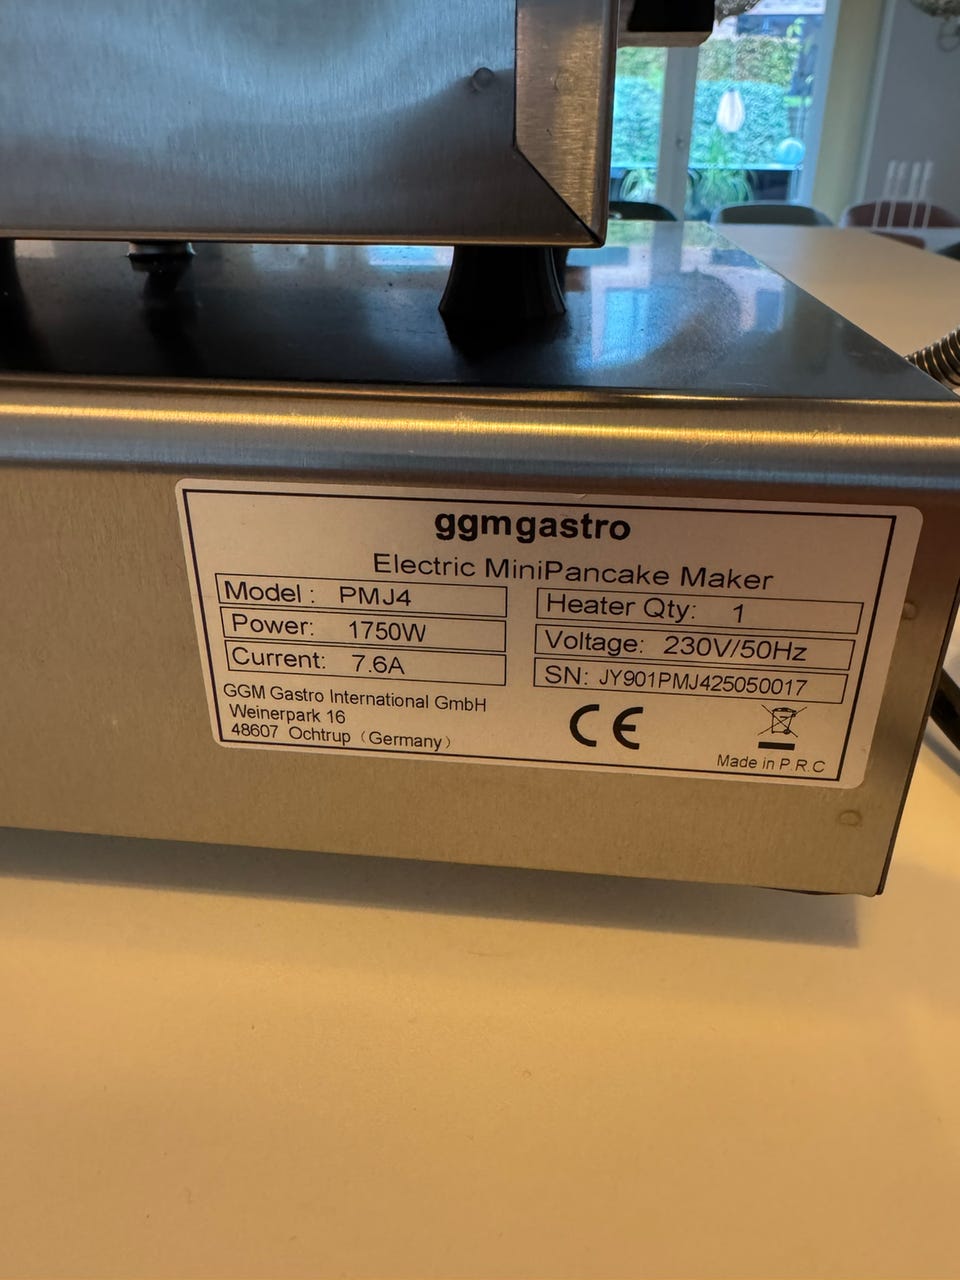 ggmgastro
Electric MiniPancake Maker
Model : PMJ4
Heater Qty: 1
Power: 1750W
Voltage: 230V/50Hz
Current: 7.6A
SN: JY901PMJ425050017
GGM Gastro International GmbH
Weinerpark 16
48607 Ochtrup (Germany)
CE
Made in P.R.C